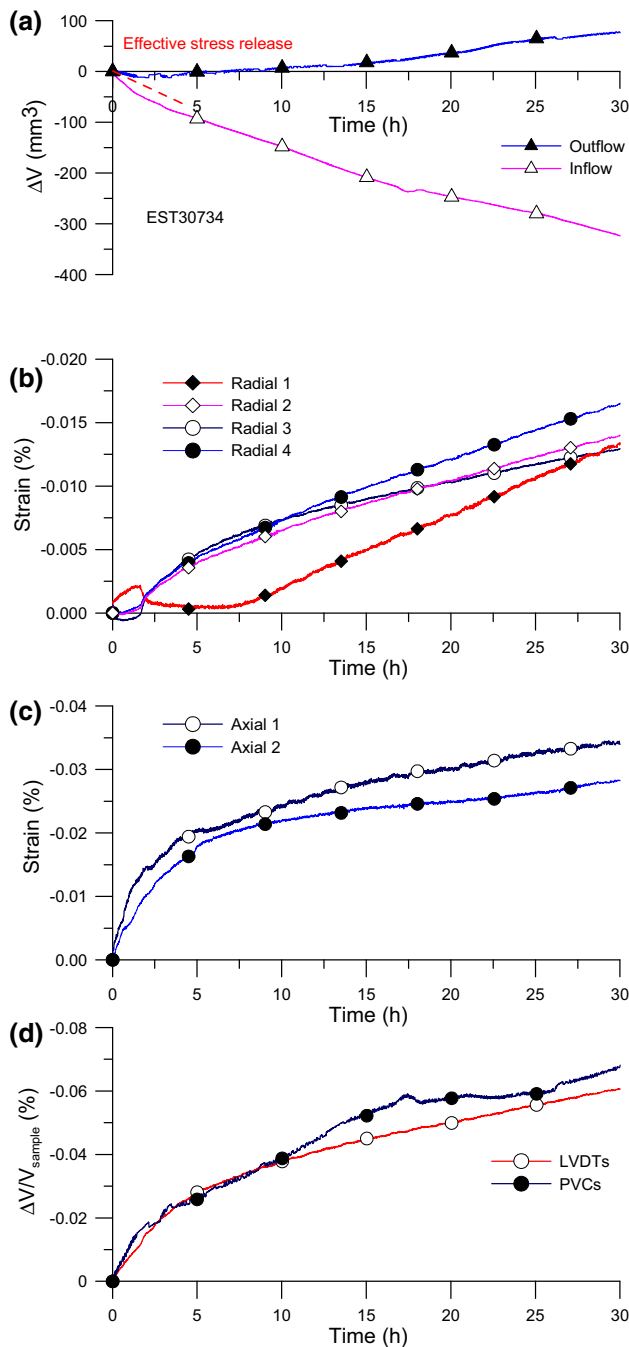 (a)
100
0
-100
-200
-300
-400
ΔV (mm3)
Effective stress release
0 5 10 15 20 25 30
Time (h)
Outflow
Inflow
EST30734
(b)
-0.020
-0.015
-0.010
-0.005
0.000
Strain (%)
Radial 1
Radial 2
Radial 3
Radial 4
0 5 10 15 20 25 30
Time (h)
(c)
-0.04
-0.03
-0.02
-0.01
0.00
Strain (%)
Axial 1
Axial 2
0 5 10 15 20 25 30
Time (h)
(d)
-0.08
-0.06
-0.04
-0.02
0
ΔV/Vsample (%)
LVDTs
PVCs
0 5 10 15 20 25 30
Time (h)